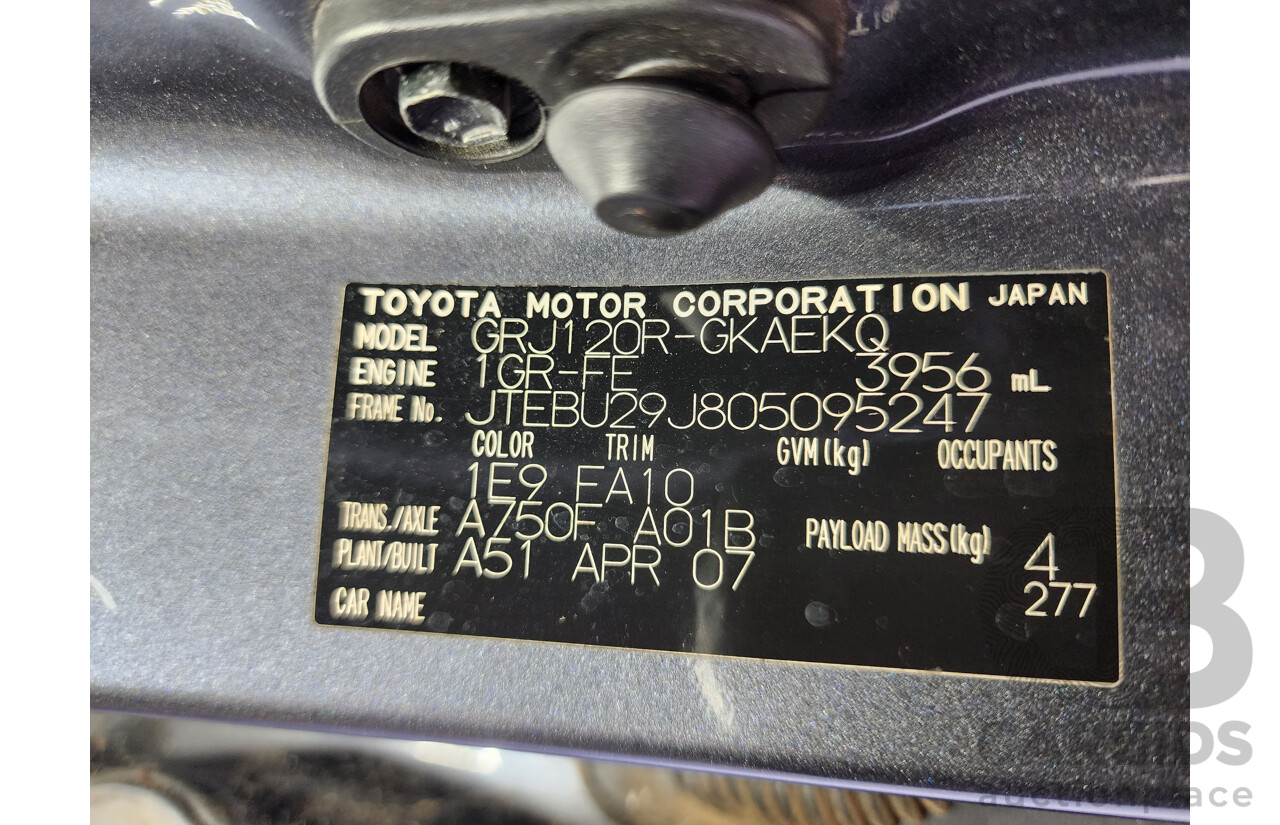 TOYOTA MOTOR CORPORATION JAPAN
MODEL GRJ120R-GKAEKQ
ENGINE 1GR-FE 3956 mL
FRAME No. JTEBU29J805095247
COLOR TRIM GVM(kg) OCCUPANTS
1E9 FA10
TRANS./AXLE A750F A01B PAYLOAD MASS(kg) 4
PLANT/BUILT A51 APR 07
CAR NAME 277